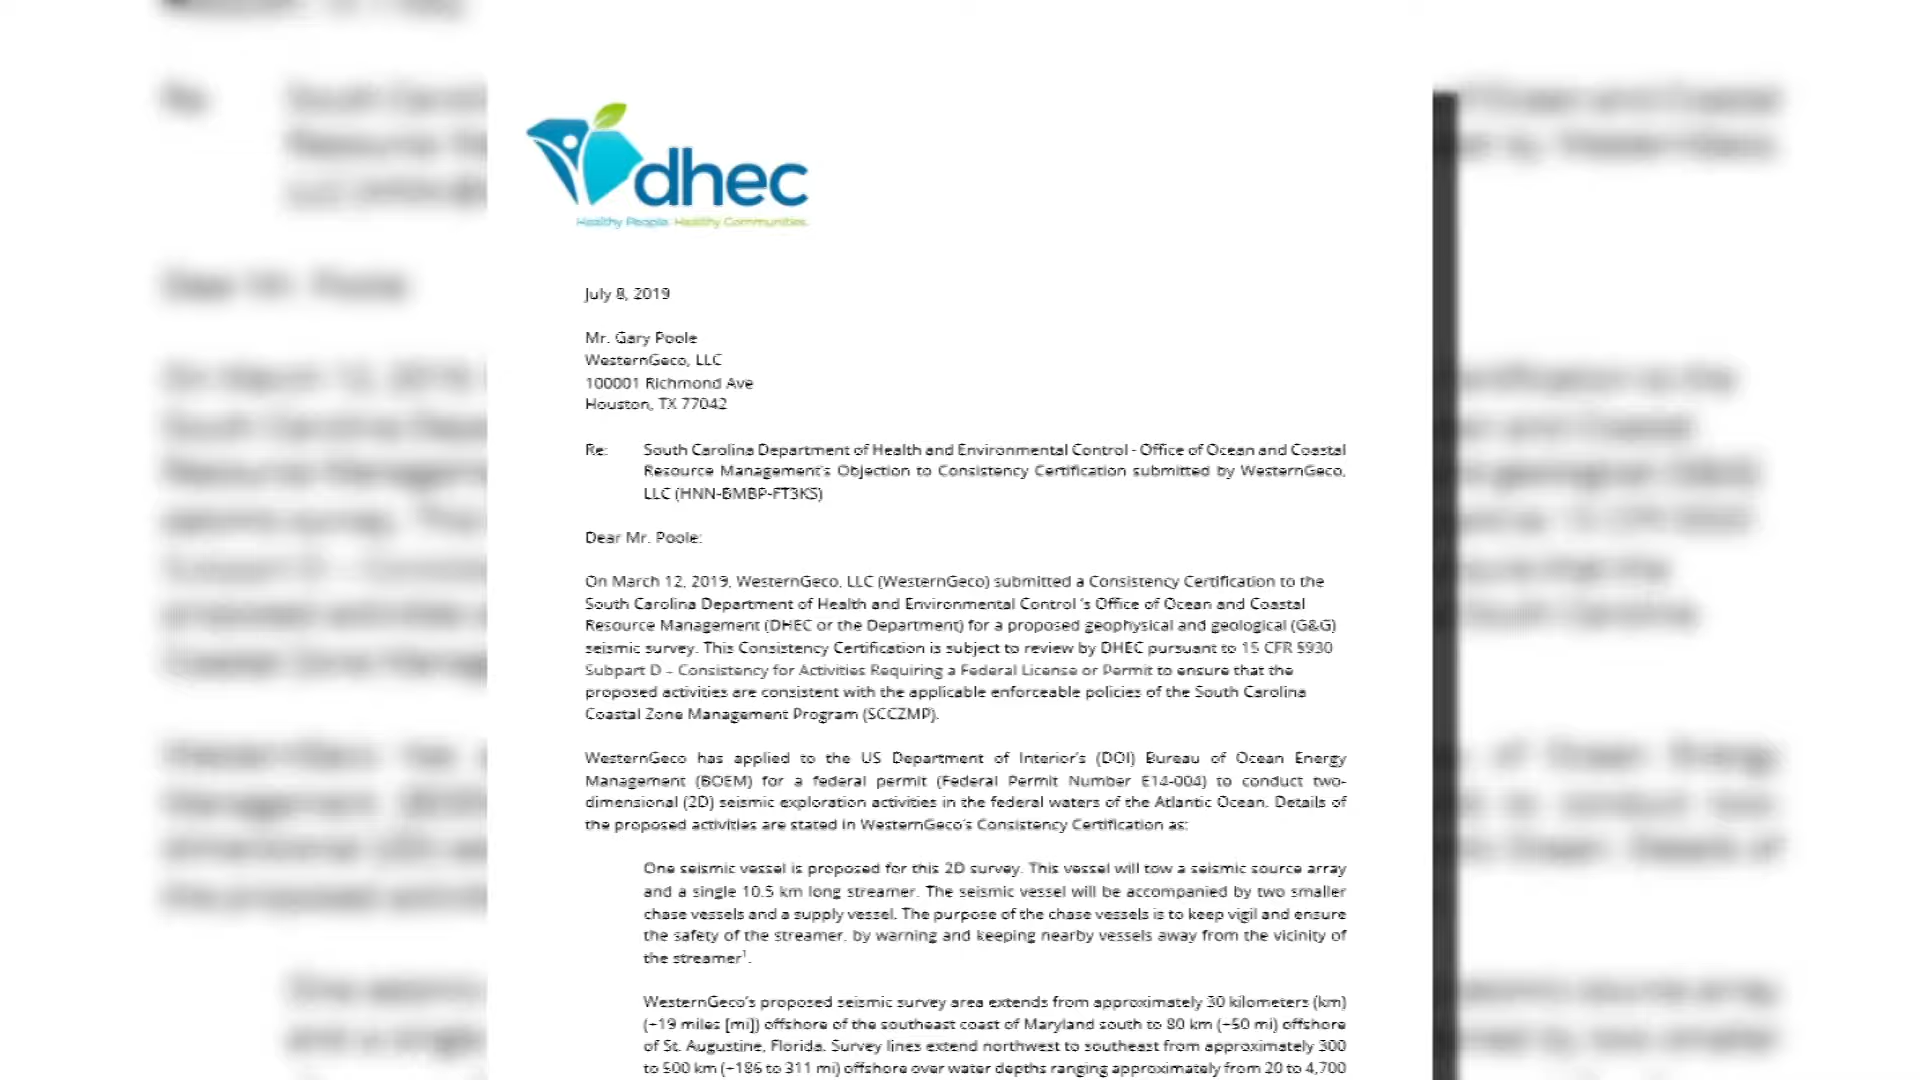 dhec
Healthy People. Healthy Communities.
July 8, 2019
Mr. Gary Poole
WesternGeco, LLC
100001 Richmond Ave
Houston, TX 77042
Re: South Carolina Department of Health and Environmental Control - Office of Ocean and Coastal
Resource Management's Objection to Consistency Certification submitted by WesternGeco,
LLC (HNN-BMBP-FT3KS)
Dear Mr. Poole:
On March 12, 2019, WesternGeco, LLC (WesternGeco) submitted a Consistency Certification to the
South Carolina Department of Health and Environmental Control 's Office of Ocean and Coastal
Resource Management (DHEC or the Department) for a proposed geophysical and geological (G&G)
seismic survey. This Consistency Certification is subject to review by DHEC pursuant to 15 CFR §930
Subpart D – Consistency for Activities Requiring a Federal License or Permit to ensure that the
proposed activities are consistent with the applicable enforceable policies of the South Carolina
Coastal Zone Management Program (SCCZMP).
WesternGeco has applied to the US Department of Interior's (DOI) Bureau of Ocean Energy
Management (BOEM) for a federal permit (Federal Permit Number E14-004) to conduct two-
dimensional (2D) seismic exploration activities in the federal waters of the Atlantic Ocean. Details of
the proposed activities are stated in WesternGeco's Consistency Certification as:
One seismic vessel is proposed for this 2D survey. This vessel will tow a seismic source array
and a single 10.5 km long streamer. The seismic vessel will be accompanied by two smaller
chase vessels and a supply vessel. The purpose of the chase vessels is to keep vigil and ensure
the safety of the streamer, by warning and keeping nearby vessels away from the vicinity of
the streamer¹.
WesternGeco's proposed seismic survey area extends from approximately 30 kilometers (km)
(~19 miles [mi]) offshore of the southeast coast of Maryland south to 80 km (~50 mi) offshore
of St. Augustine, Florida. Survey lines extend northwest to southeast from approximately 300
to 500 km (~186 to 311 mi) offshore over water depths ranging approximately from 20 to 4,700